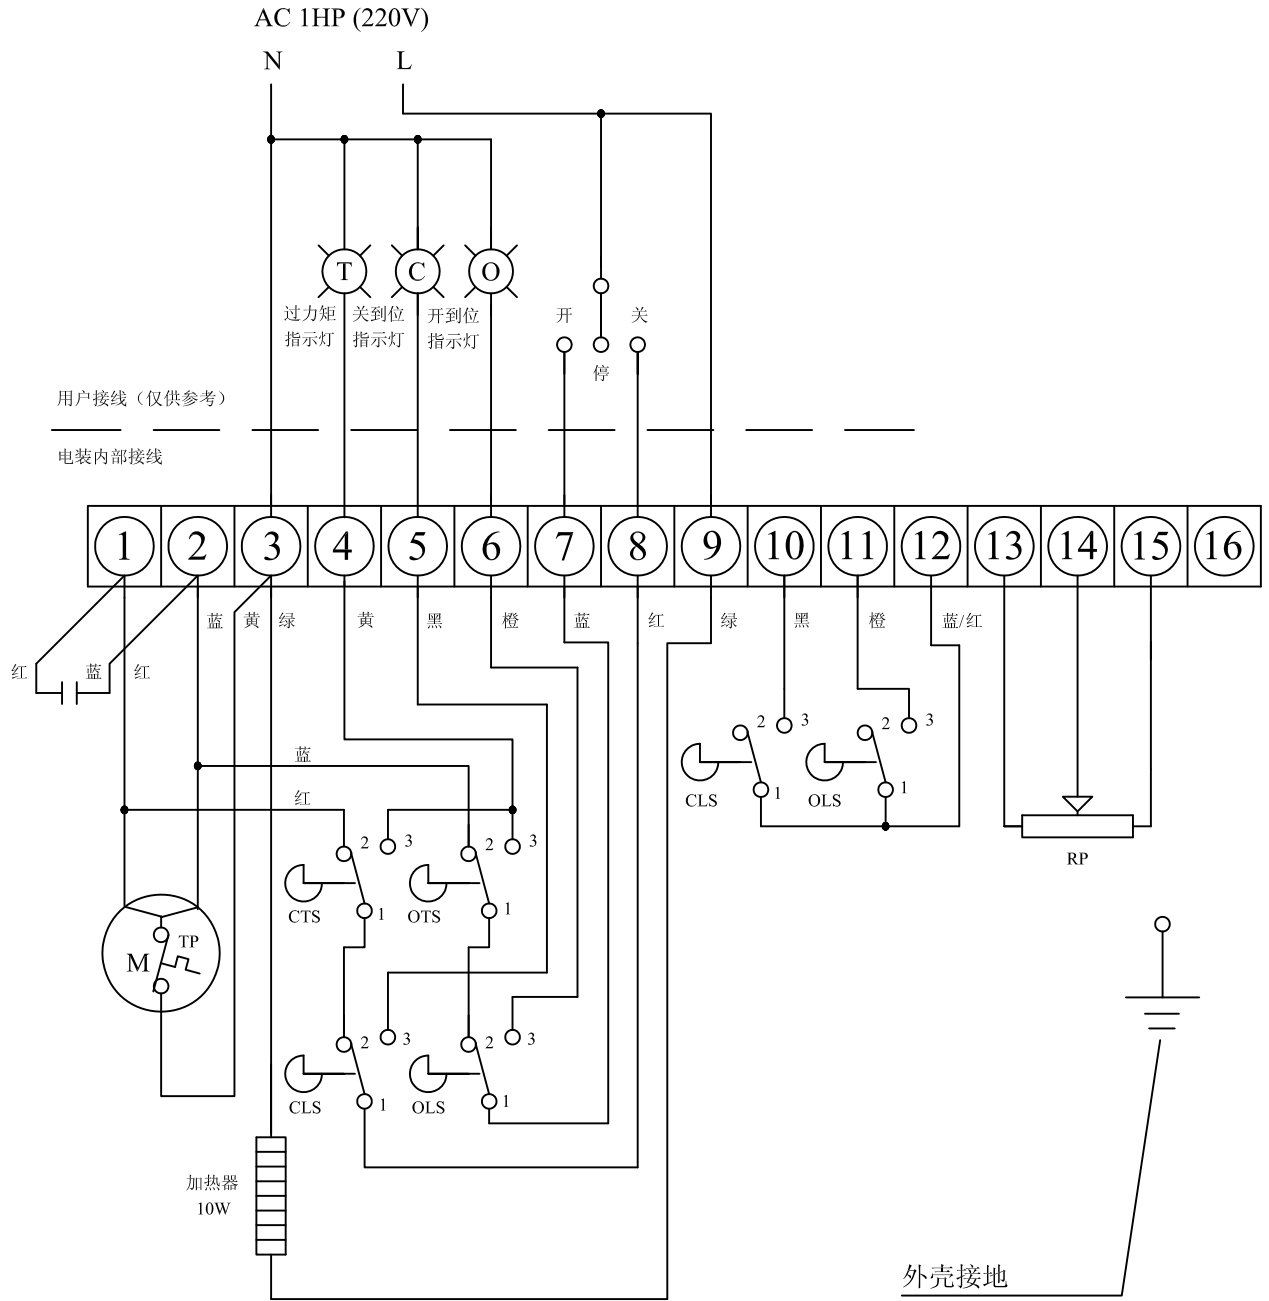 AC 1HP (220V)
N
L
T
C
O
过力矩
指示灯
关到位
指示灯
开到位
指示灯
开
关
停
用户接线（仅供参考）
电装内部接线
1
2
3
4
5
6
7
8
9
10
11
12
13
14
15
16
蓝
黄
绿
黄
黑
橙
蓝
红
绿
黑
橙
蓝/红
红
蓝
红
2
3
2
3
CLS
1
OLS
1
蓝
红
2
3
2
3
RP
CTS
1
OTS
1
TP
M
2
3
2
3
CLS
1
OLS
1
加热器
10W
外壳接地